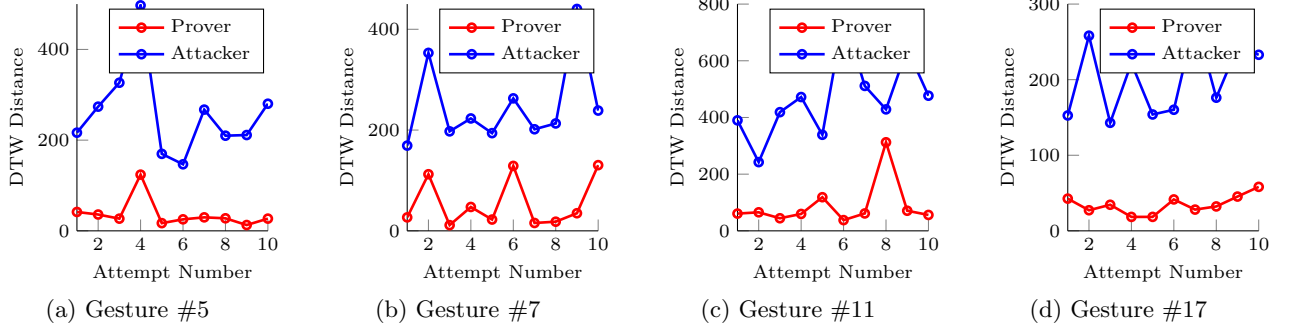 DTW Distance
400
200
0
2 4 6 8 10
Attempt Number
Prover
Attacker
(a) Gesture #5
DTW Distance
400
200
0
2 4 6 8 10
Attempt Number
Prover
Attacker
(b) Gesture #7
DTW Distance
800
600
400
200
0
2 4 6 8 10
Attempt Number
Prover
Attacker
(c) Gesture #11
DTW Distance
300
200
100
0
2 4 6 8 10
Attempt Number
Prover
Attacker
(d) Gesture #17